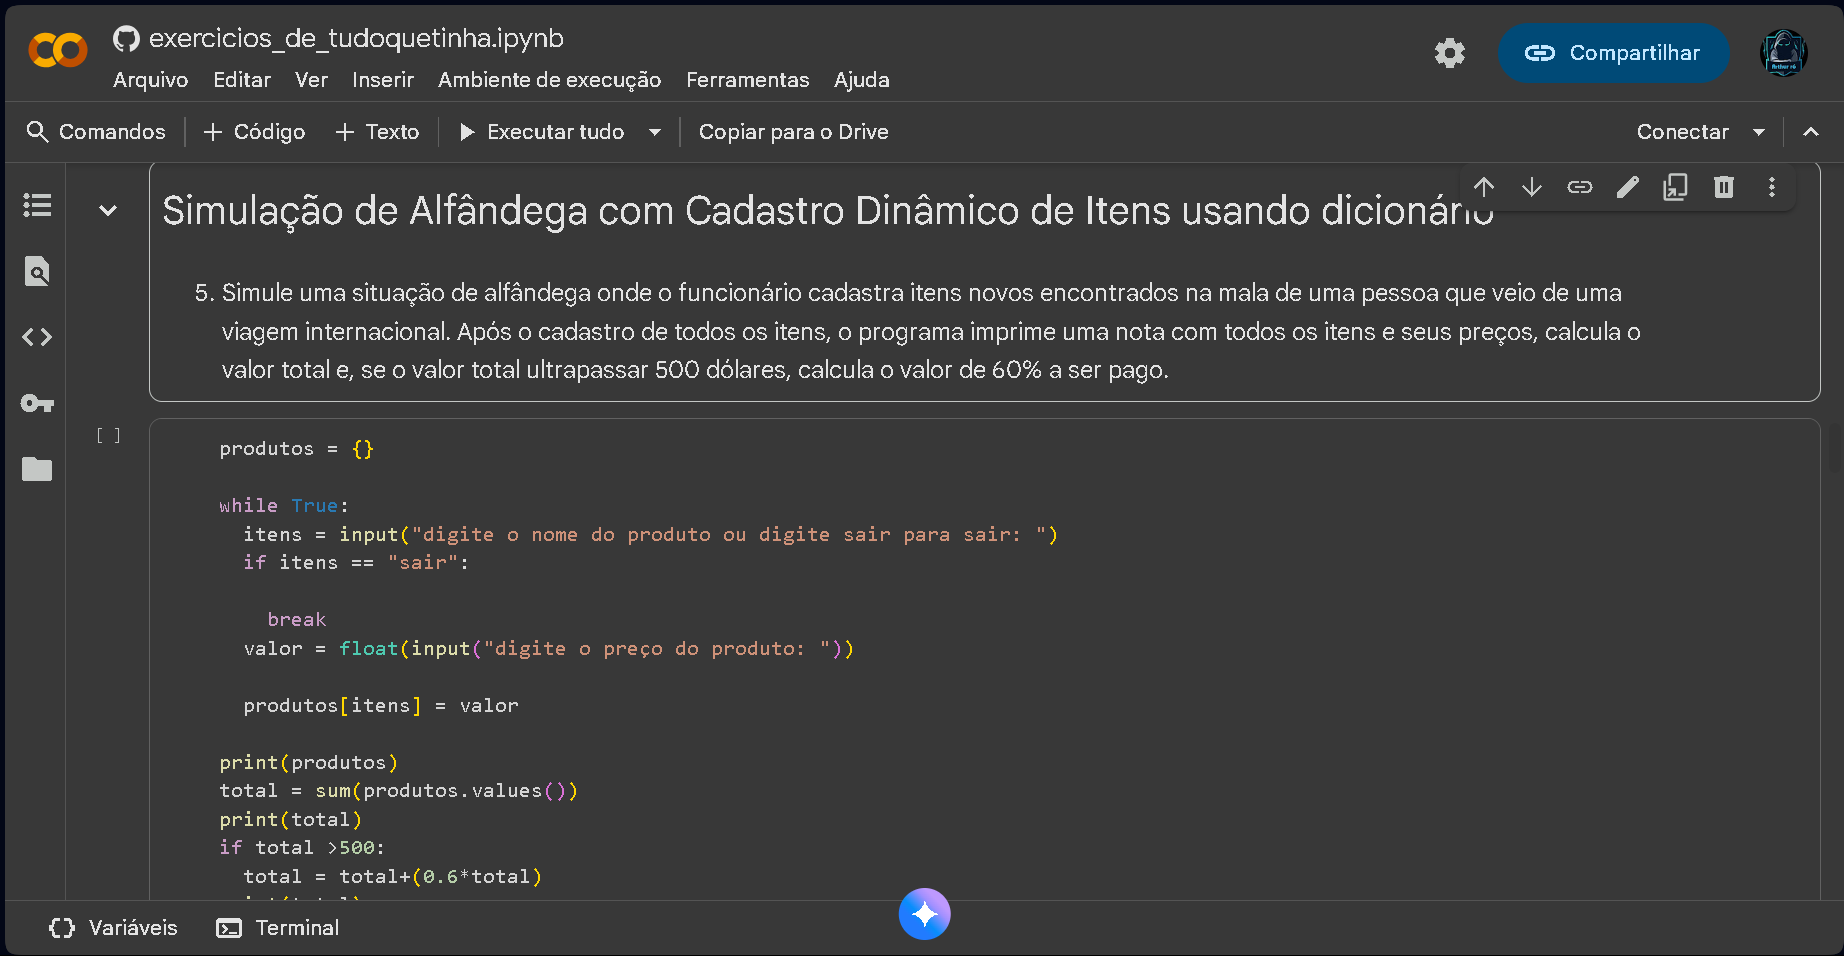 exercicios_de_tudoquetinha.ipynb
Arquivo Editar Ver Inserir Ambiente de execução Ferramentas Ajuda
Compartilhar
Comandos + Código + Texto Executar tudo Copiar para o Drive Conectar
Simulação de Alfândega com Cadastro Dinâmico de Itens usando dicionário
5. Simule uma situação de alfândega onde o funcionário cadastra itens novos encontrados na mala de uma pessoa que veio de uma
viagem internacional. Após o cadastro de todos os itens, o programa imprime uma nota com todos os itens e seus preços, calcula o
valor total e, se o valor total ultrapassar 500 dólares, calcula o valor de 60% a ser pago.
[ ]
produtos = {}
while True:
itens = input("digite o nome do produto ou digite sair para sair: ")
if itens == "sair":
break
valor = float(input("digite o preço do produto: "))
produtos[itens] = valor
print(produtos)
total = sum(produtos.values())
print(total)
if total >500:
total = total+(0.6*total)
Variáveis Terminal